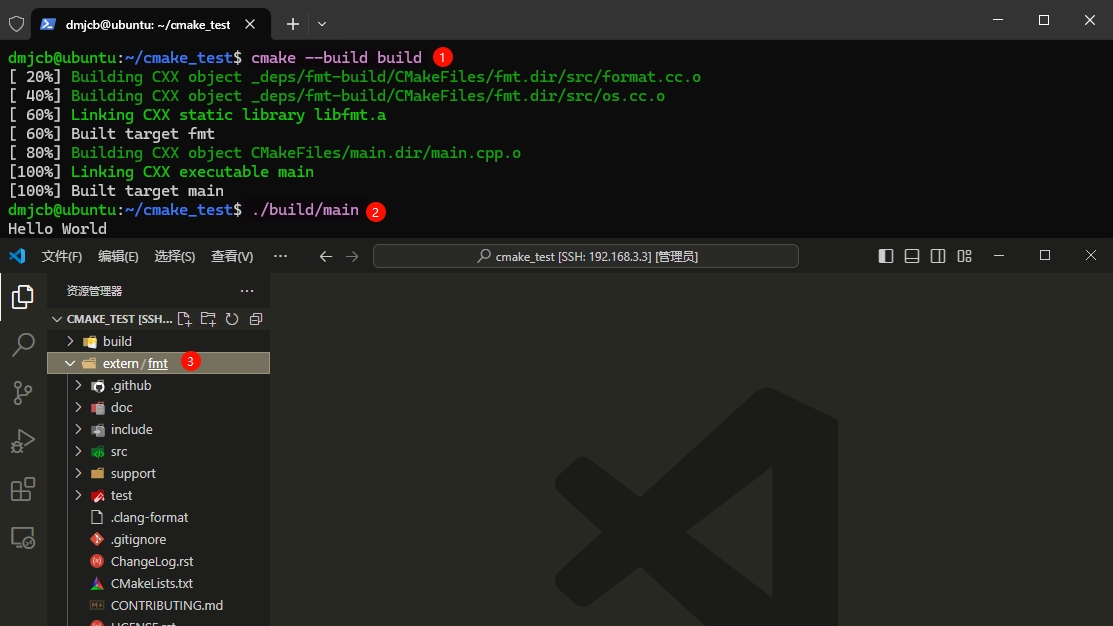 dmjcb@ubuntu: ~/cmake_test
dmjcb@ubuntu:~/cmake_test$ cmake --build build 1
[ 20%] Building CXX object _deps/fmt-build/CMakeFiles/fmt.dir/src/format.cc.o
[ 40%] Building CXX object _deps/fmt-build/CMakeFiles/fmt.dir/src/os.cc.o
[ 60%] Linking CXX static library libfmt.a
[ 60%] Built target fmt
[ 80%] Building CXX object CMakeFiles/main.dir/main.cpp.o
[100%] Linking CXX executable main
[100%] Built target main
dmjcb@ubuntu:~/cmake_test$ ./build/main 2
Hello World
文件(F) 编辑(E) 选择(S) 查看(V) ··· cmake_test [SSH: 192.168.3.3] [管理员]
资源管理器 ···
CMAKE_TEST [SSH...
build
extern/fmt 3
.github
doc
include
src
support
test
.clang-format
.gitignore
ChangeLog.rst
CMakeLists.txt
CONTRIBUTING.md
LICENSE.rst